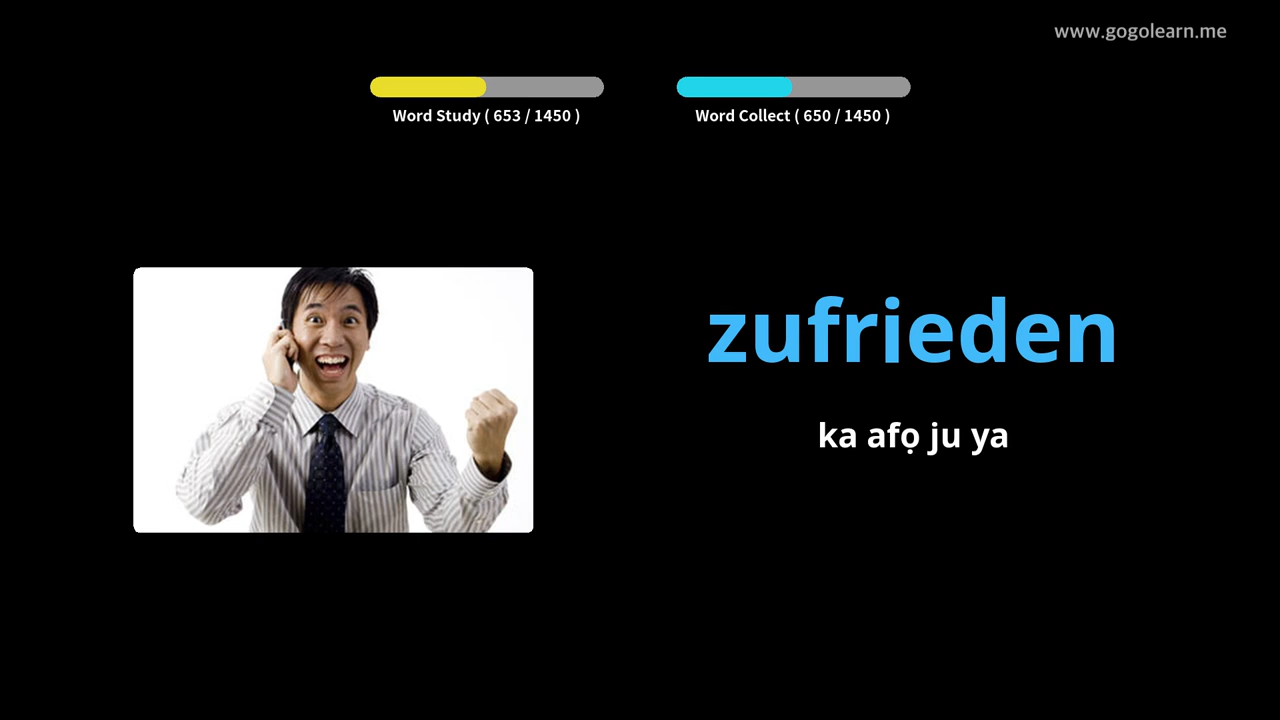 www.gogolearn.me
Word Study ( 653 / 1450 )
Word Collect ( 650 / 1450 )
zufrieden
ka afọ ju ya